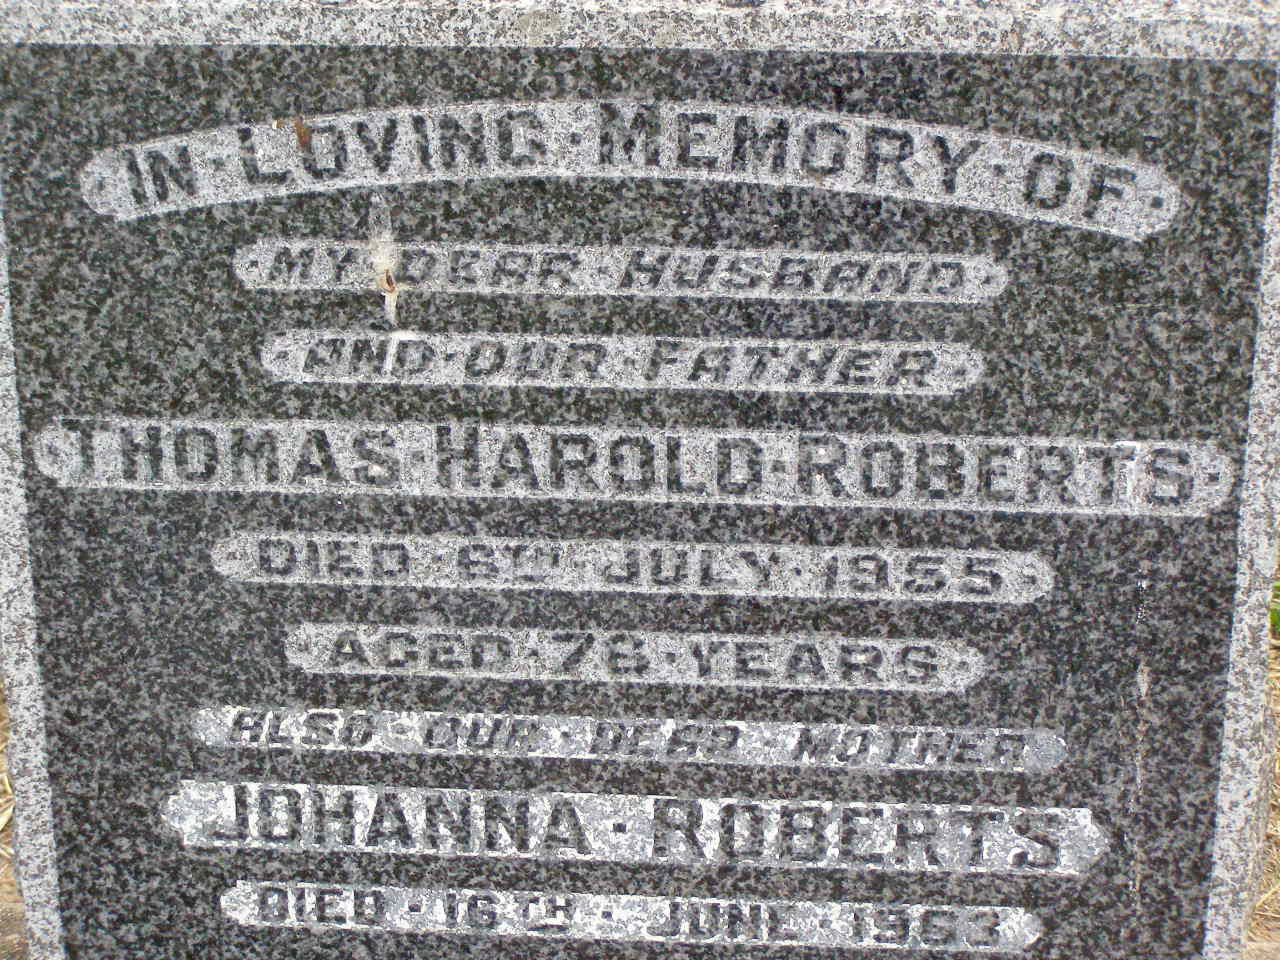 IN·LOVING·MEMORY·OF·
·MY·DEAR·HUSBAND·
·AND·OUR·FATHER·
·THOMAS·HAROLD·ROBERTS·
·DIED· JULY·1955·
·AGED·78·YEARS·
ALSO·OUR·DEAR·MOTHER
JOHANNA·ROBERTS
DIED·16TH·JUNE·